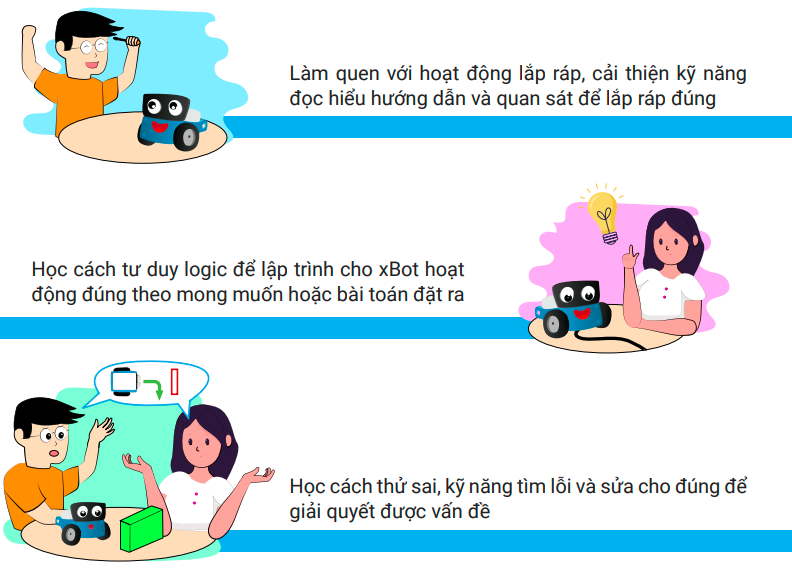 Làm quen với hoạt động lắp ráp, cải thiện kỹ năng
đọc hiểu hướng dẫn và quan sát để lắp ráp đúng
Học cách tư duy logic để lập trình cho xBot hoạt
động đúng theo mong muốn hoặc bài toán đặt ra
Học cách thử sai, kỹ năng tìm lỗi và sửa cho đúng để
giải quyết được vấn đề